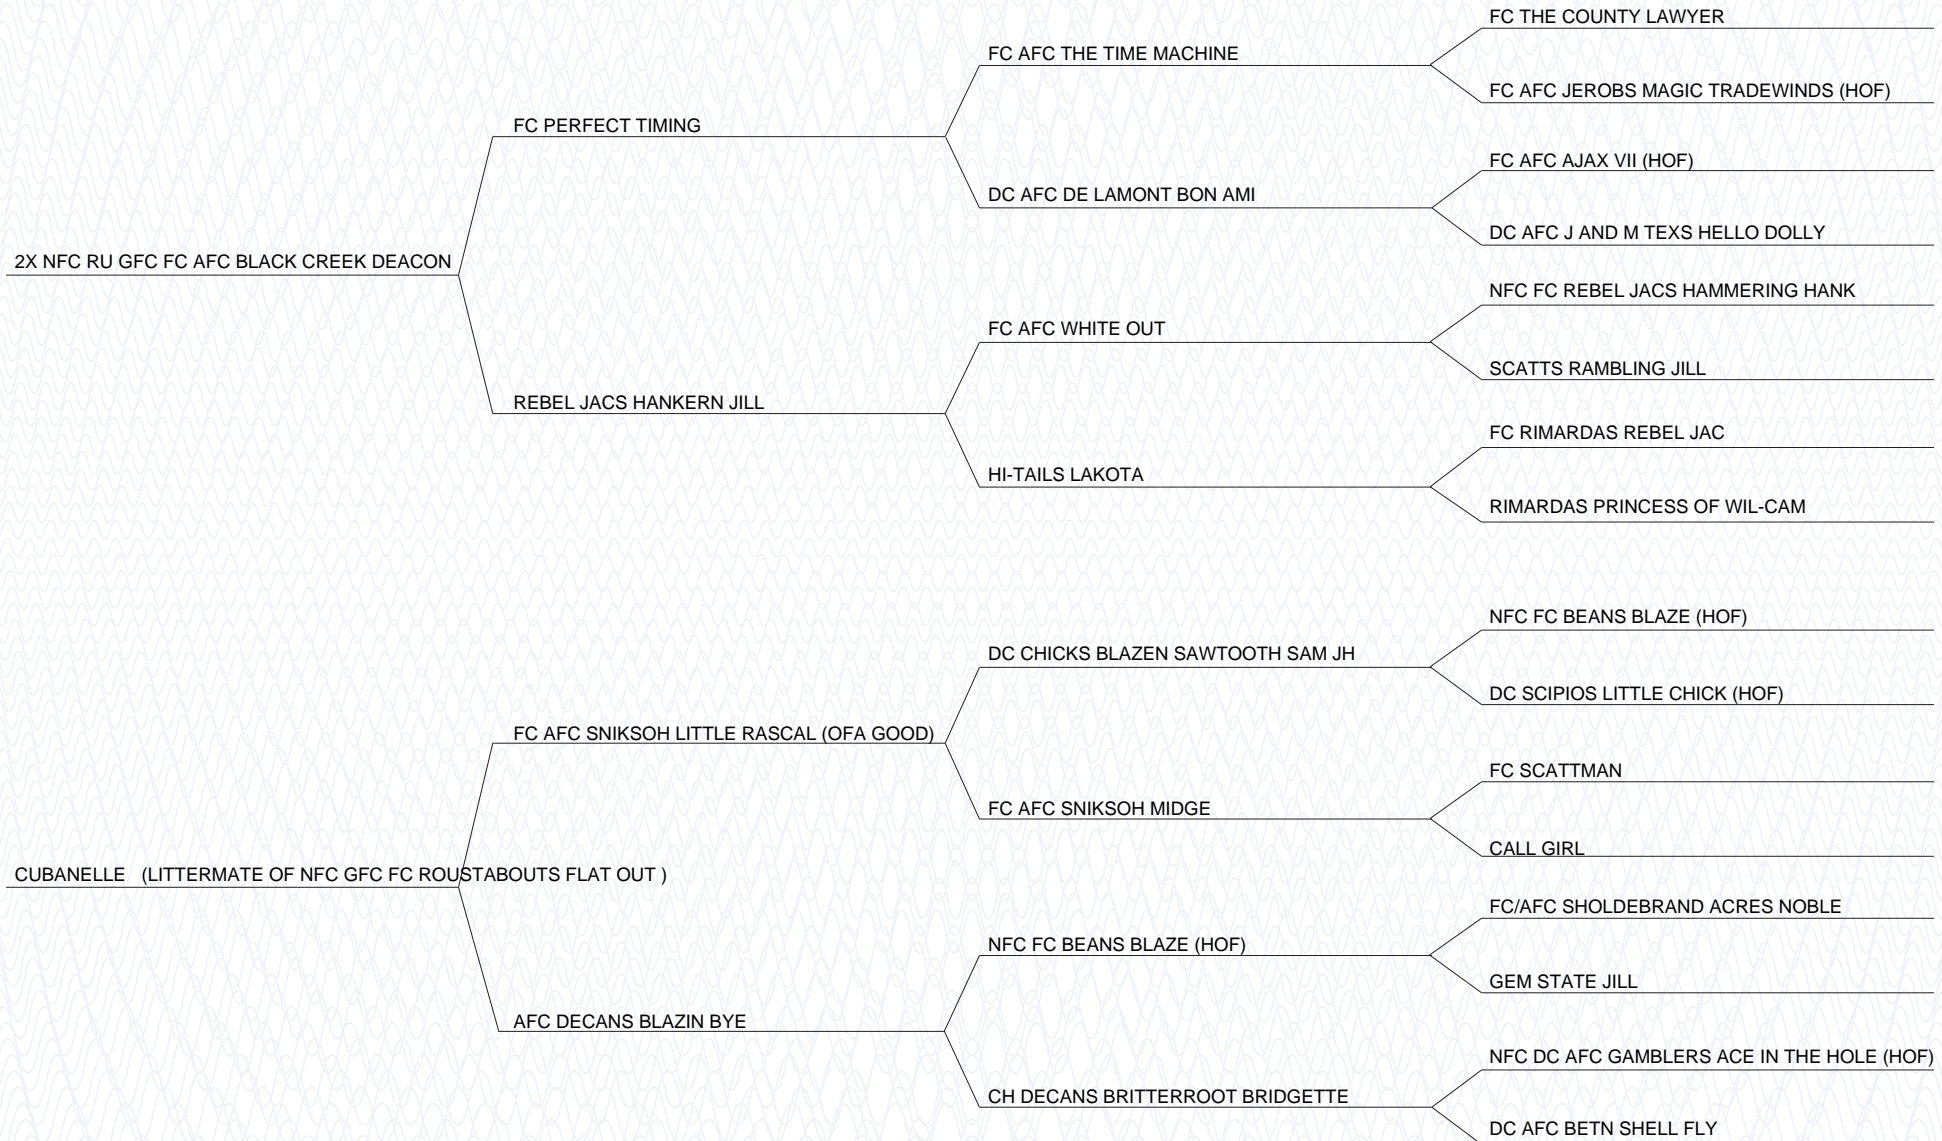 FC THE COUNTY LAWYER
FC AFC THE TIME MACHINE
FC AFC JEROBS MAGIC TRADEWINDS (HOF)
FC PERFECT TIMING
FC AFC AJAX VII (HOF)
DC AFC DE LAMONT BON AMI
DC AFC J AND M TEXS HELLO DOLLY
2X NFC RU GFC FC AFC BLACK CREEK DEACON
NFC FC REBEL JACS HAMMERING HANK
FC AFC WHITE OUT
SCATTS RAMBLING JILL
REBEL JACS HANKERN JILL
FC RIMARDAS REBEL JAC
HI-TAILS LAKOTA
RIMARDAS PRINCESS OF WIL-CAM
NFC FC BEANS BLAZE (HOF)
DC CHICKS BLAZEN SAWTOOTH SAM JH
DC SCIPIOS LITTLE CHICK (HOF)
FC AFC SNIKSOH LITTLE RASCAL (OFA GOOD)
FC SCATTMAN
FC AFC SNIKSOH MIDGE
CALL GIRL
CUBANELLE (LITTERMATE OF NFC GFC FC ROUSTABOUTS FLAT OUT )
FC/AFC SHOLDEBRAND ACRES NOBLE
NFC FC BEANS BLAZE (HOF)
GEM STATE JILL
AFC DECANS BLAZIN BYE
NFC DC AFC GAMBLERS ACE IN THE HOLE (HOF)
CH DECANS BRITTERROOT BRIDGETTE
DC AFC BETN SHELL FLY